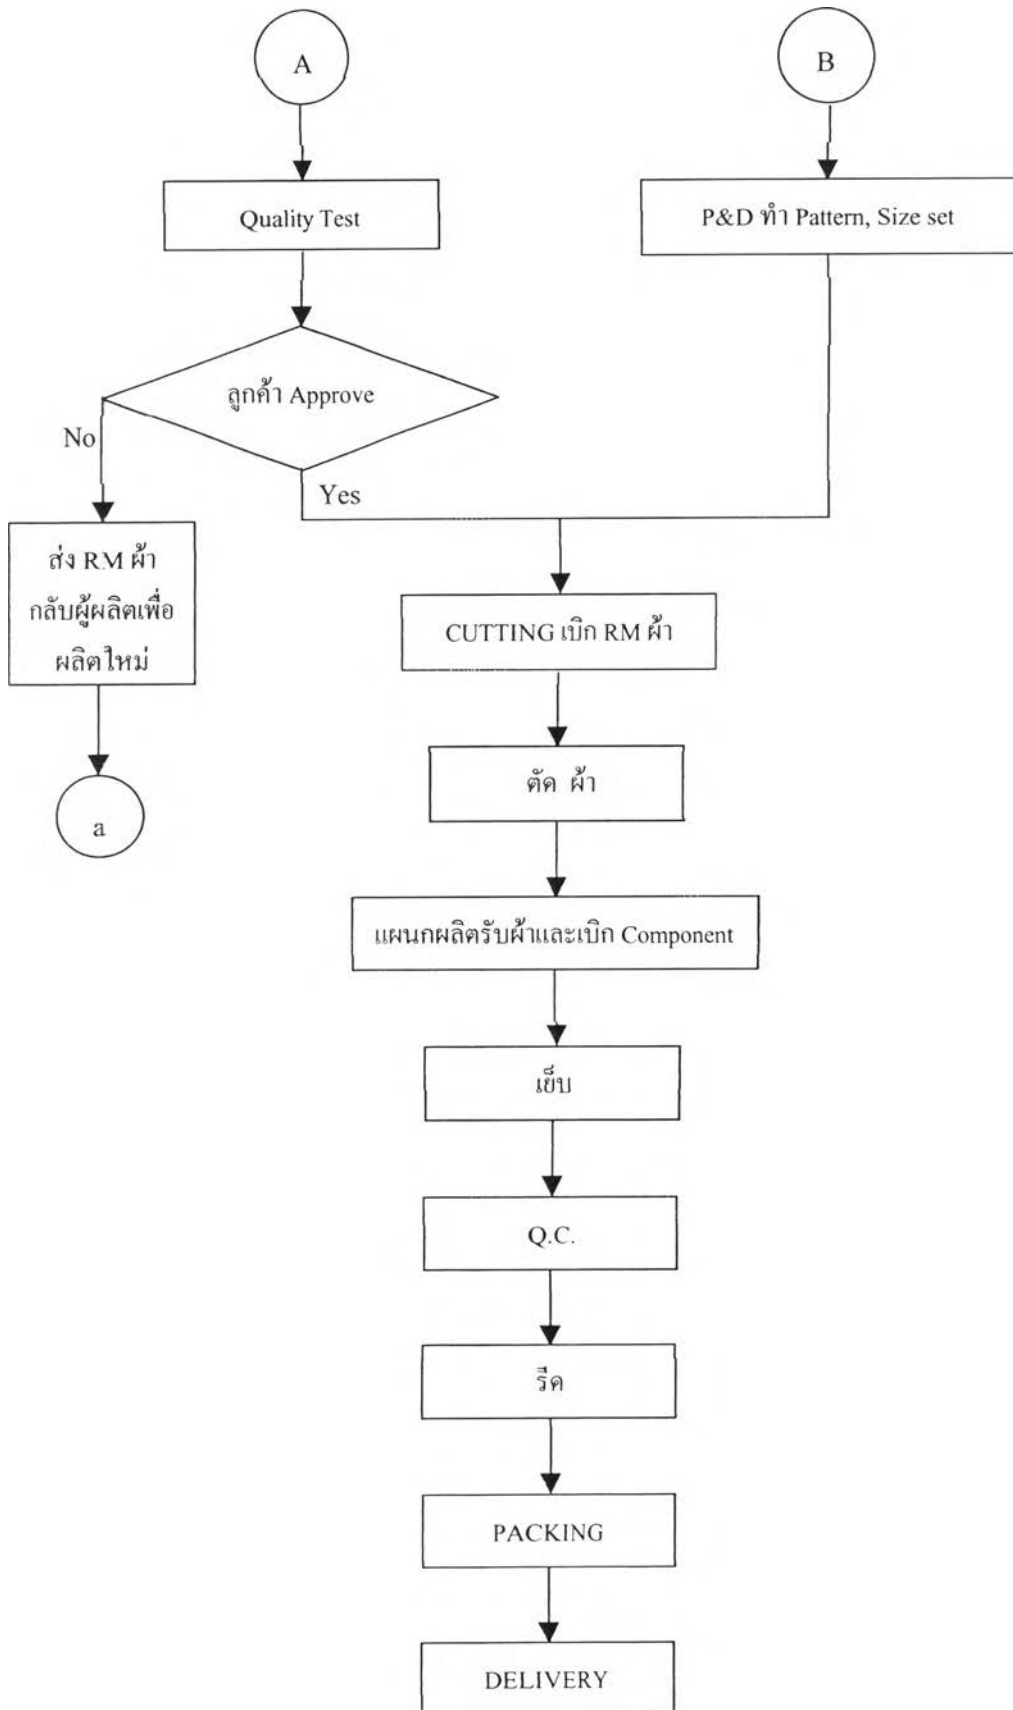 A
B
Quality Test
P&D ทำ Pattern, Size set
ลูกค้า Approve
No
Yes
ส่ง RM ผ้า
กลับผู้ผลิตเพื่อ
ผลิตใหม่
CUTTING เบิก RM ผ้า
ตัด ผ้า
a
แผนกผลิตรับผ้าและเบิก Component
เย็บ
Q.C.
รีด
PACKING
DELIVERY